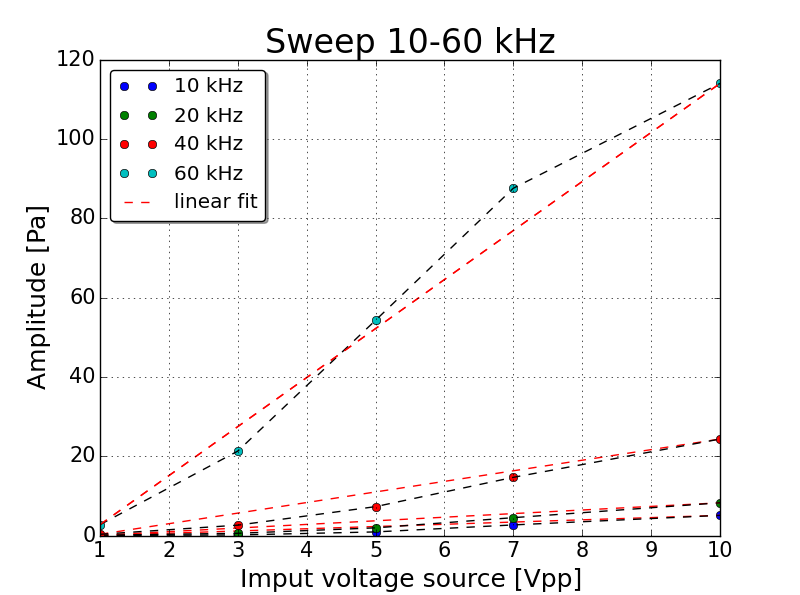 Sweep 10-60 kHz
120
100
80
60
40
20
0
Amplitude [Pa]
10 kHz
20 kHz
40 kHz
60 kHz
linear fit
1 2 3 4 5 6 7 8 9 10
Imput voltage source [Vpp]